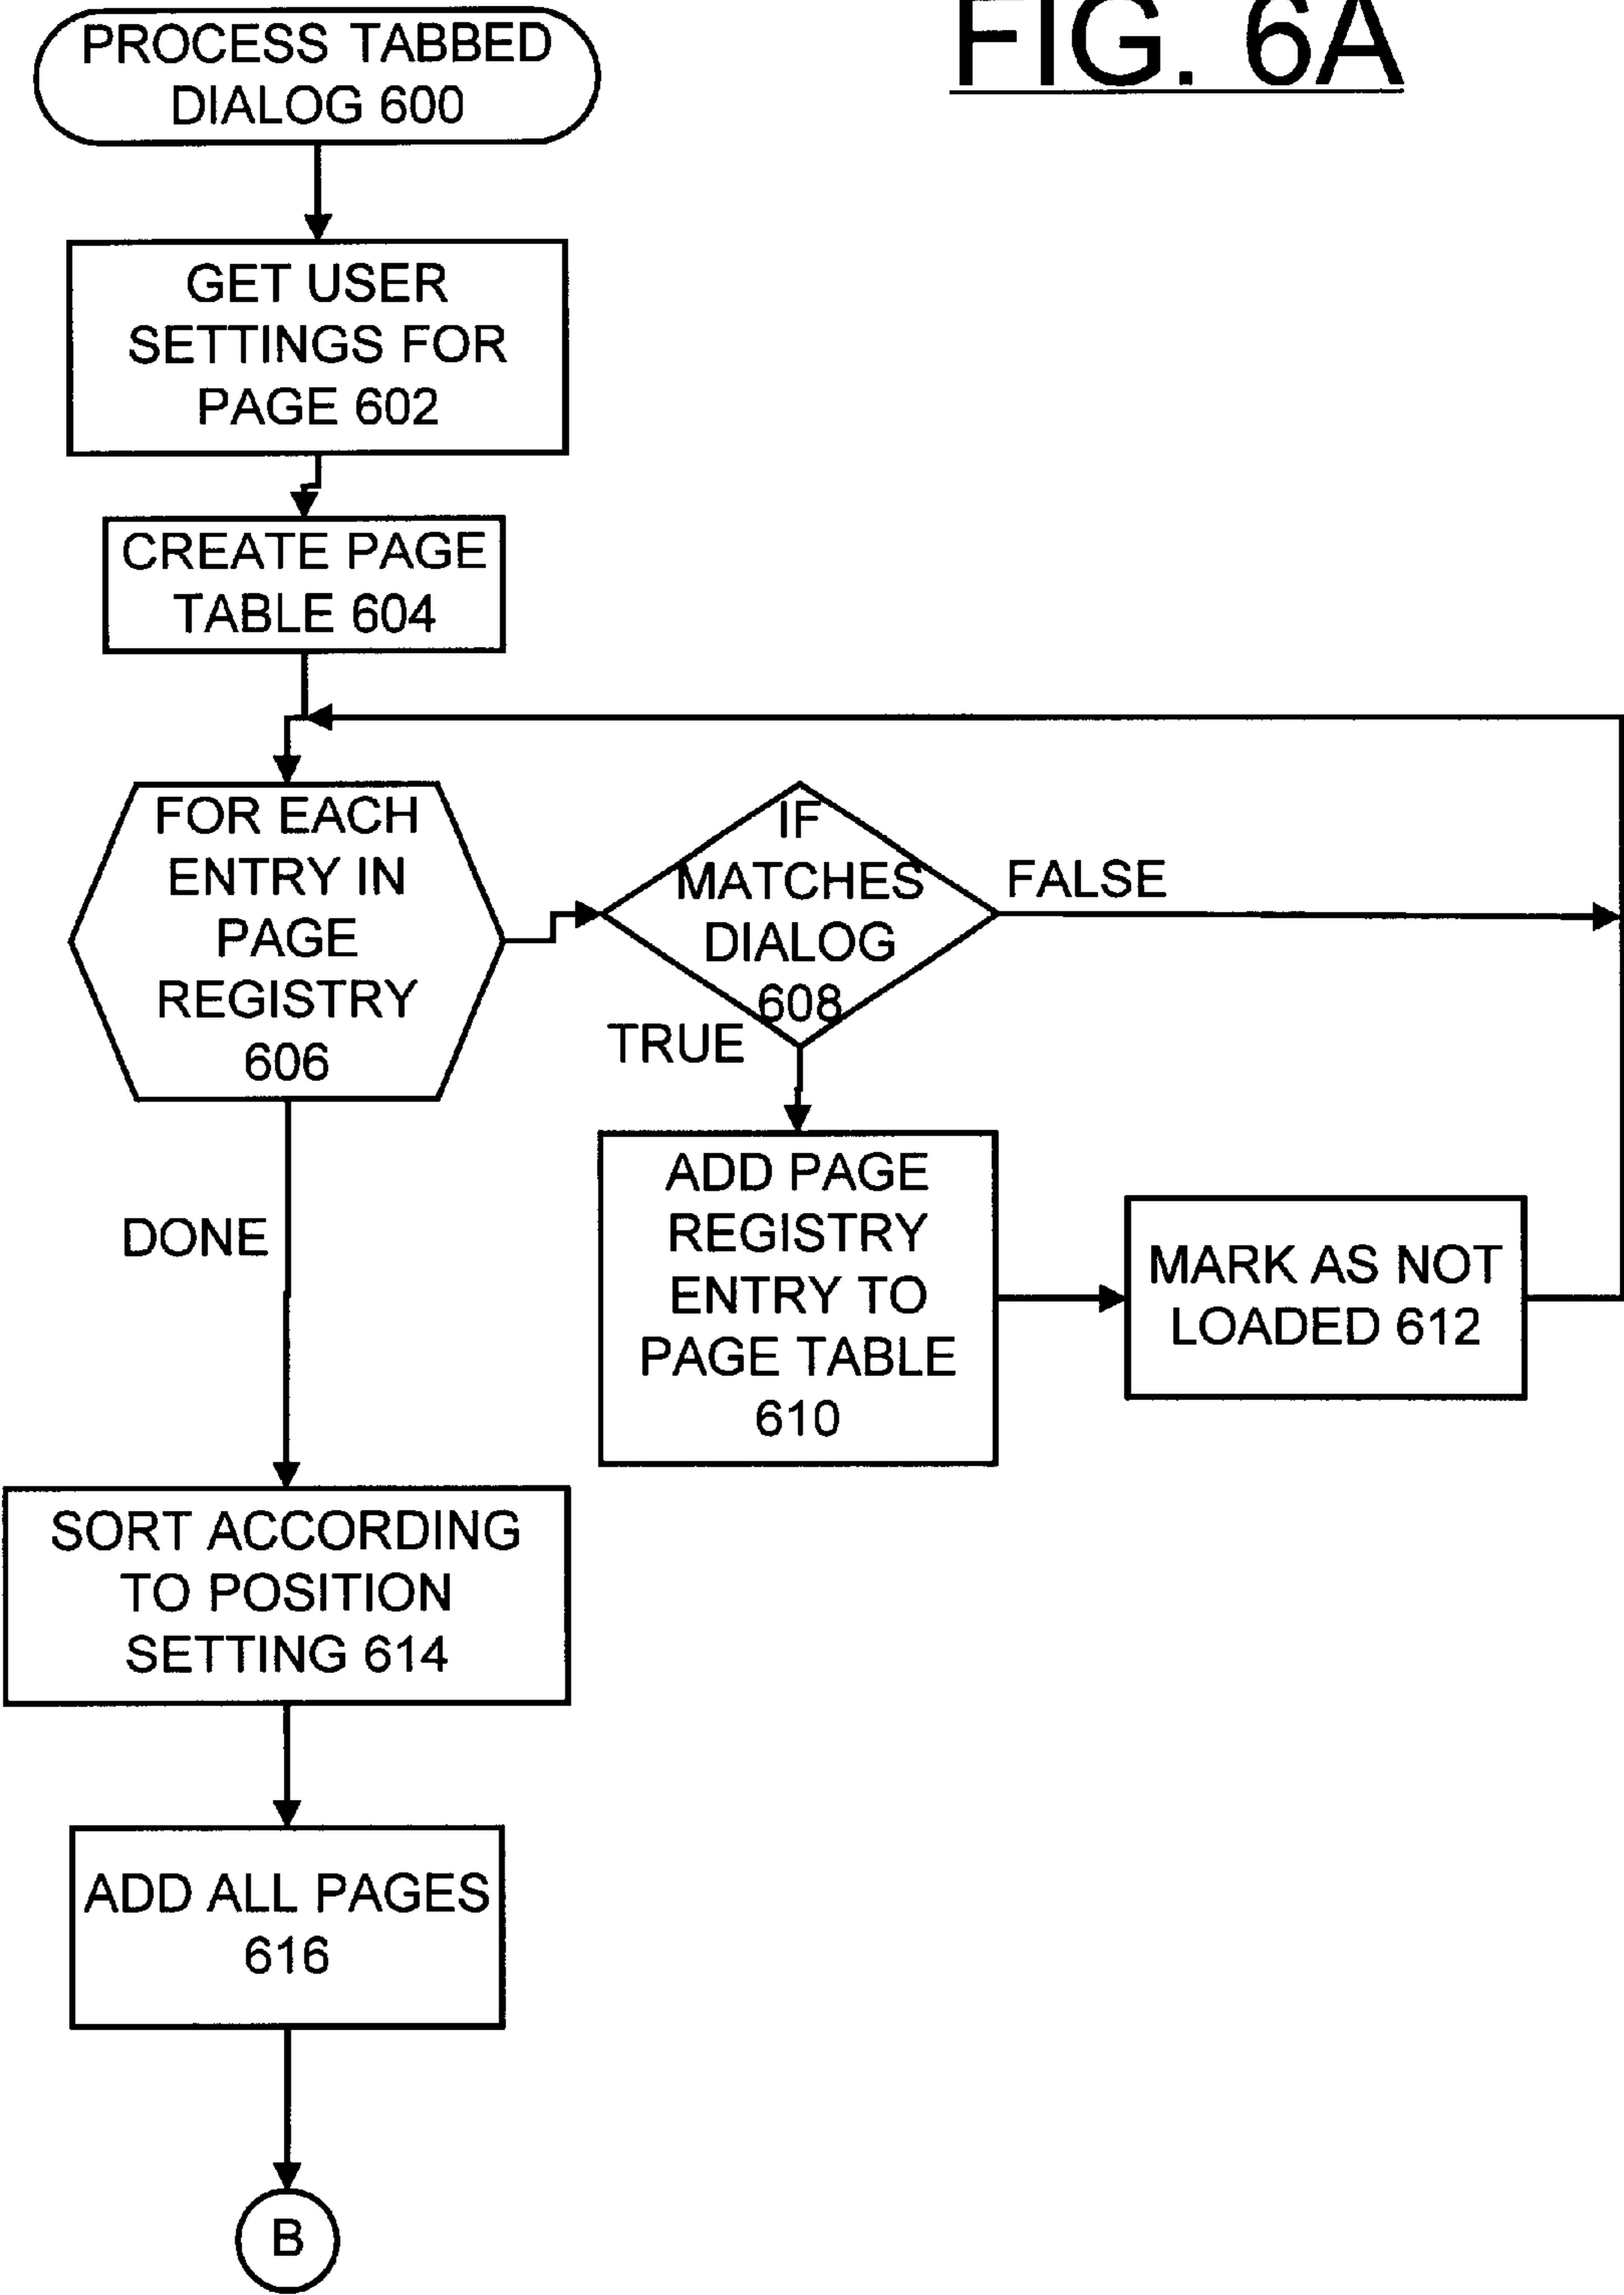 FIG. 6A
PROCESS TABBED
DIALOG 600
GET USER
SETTINGS FOR
PAGE 602
CREATE PAGE
TABLE 604
FOR EACH
ENTRY IN
PAGE
REGISTRY
606
IF
MATCHES
DIALOG
608
FALSE
TRUE
ADD PAGE
REGISTRY
ENTRY TO
PAGE TABLE
610
MARK AS NOT
LOADED 612
DONE
SORT ACCORDING
TO POSITION
SETTING 614
ADD ALL PAGES
616
B